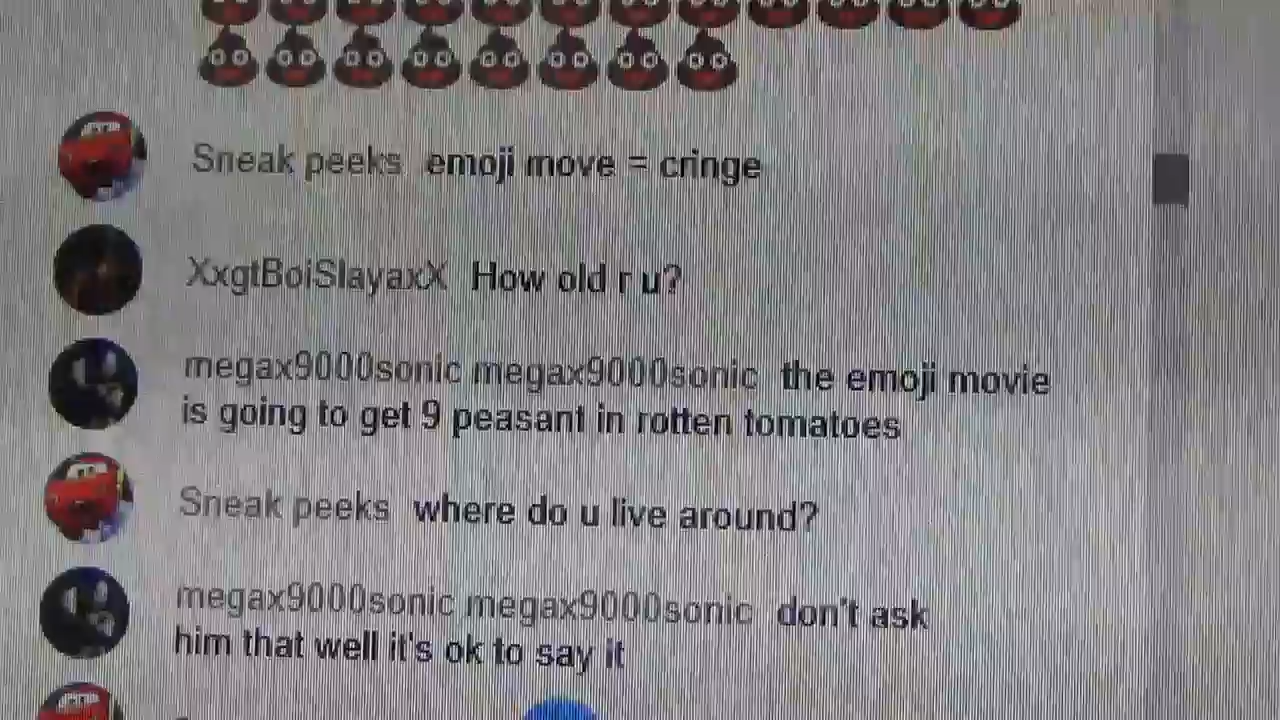 Sneak peeks emoji move = cringe
XxgtBoiSlayaxX How old r u?
megax9000sonic megax9000sonic the emoji movie
is going to get 9 peasant in rotten tomatoes
Sneak peeks where do u live around?
megax9000sonic megax9000sonic don't ask
him that well it's ok to say it